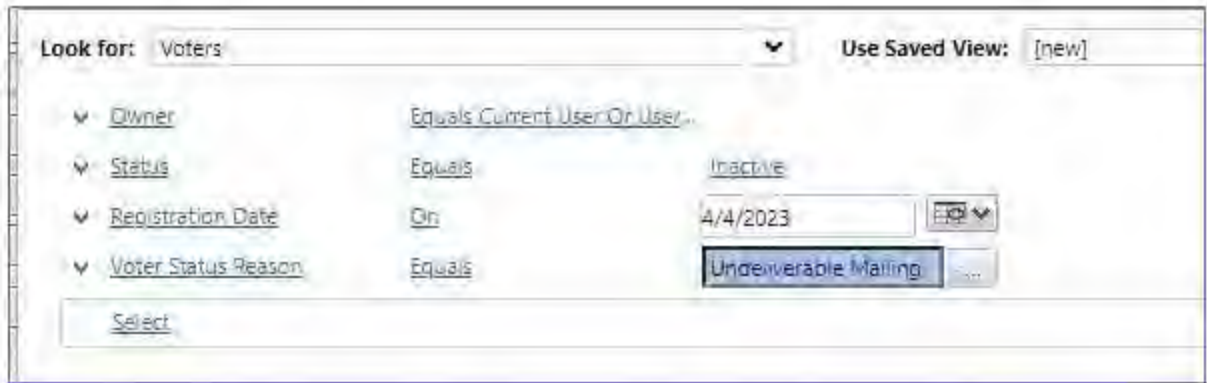 Look for: Voters Use Saved View: [new]
Owner Equals Current User Or User...
Status Equals Inactive
Registration Date On 4/4/2023
Voter Status Reason Equals Undeliverable Mailing ...
Select